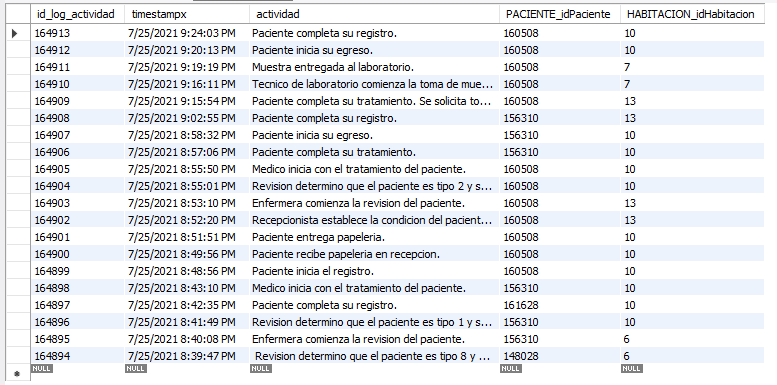 id_log_actividad timestampx actividad PACIENTE_idPaciente HABITACION_idHabitacion
164913 7/25/2021 9:24:03 PM Paciente completa su registro. 160508 10
164912 7/25/2021 9:20:13 PM Paciente inicia su egreso. 160508 10
164911 7/25/2021 9:19:19 PM Muestra entregada al laboratorio. 160508 7
164910 7/25/2021 9:16:11 PM Tecnico de laboratorio comienza la toma de mue... 160508 7
164909 7/25/2021 9:15:54 PM Paciente completa su tratamiento. Se solicita to... 160508 13
164908 7/25/2021 9:02:55 PM Paciente completa su registro. 156310 13
164907 7/25/2021 8:58:32 PM Paciente inicia su egreso. 156310 10
164906 7/25/2021 8:57:06 PM Paciente completa su tratamiento. 156310 10
164905 7/25/2021 8:55:50 PM Medico inicia con el tratamiento del paciente. 160508 10
164904 7/25/2021 8:55:01 PM Revision determino que el paciente es tipo 2 y s... 160508 10
164903 7/25/2021 8:53:10 PM Enfermera comienza la revision del paciente. 160508 13
164902 7/25/2021 8:52:20 PM Recepcionista establece la condicion del pacient... 160508 13
164901 7/25/2021 8:51:51 PM Paciente entrega papeleria. 160508 10
164900 7/25/2021 8:49:56 PM Paciente recibe papeleria en recepcion. 160508 10
164899 7/25/2021 8:48:56 PM Paciente inicia el registro. 160508 10
164898 7/25/2021 8:43:10 PM Medico inicia con el tratamiento del paciente. 156310 10
164897 7/25/2021 8:42:35 PM Paciente completa su registro. 161628 10
164896 7/25/2021 8:41:49 PM Revision determino que el paciente es tipo 1 y s... 156310 10
164895 7/25/2021 8:40:08 PM Enfermera comienza la revision del paciente. 156310 6
164894 7/25/2021 8:39:47 PM Revision determino que el paciente es tipo 8 y ... 148028 6
NULL NULL NULL NULL NULL